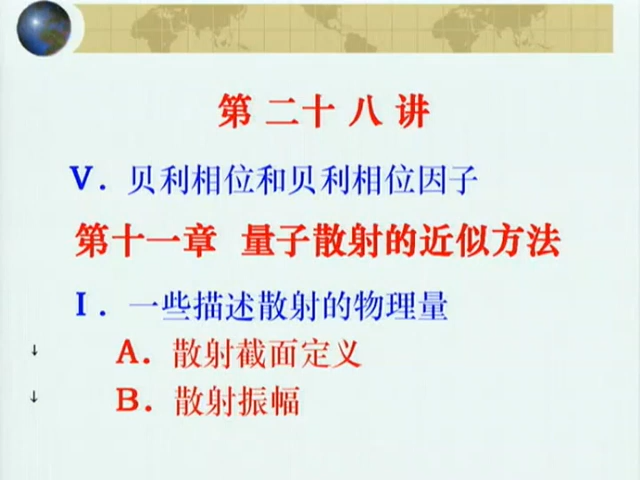 第 二 十 八 讲
V. 贝利相位和贝利相位因子
第十一章 量子散射的近似方法
I. 一些描述散射的物理量
↓ A. 散射截面定义
↓ B. 散射振幅